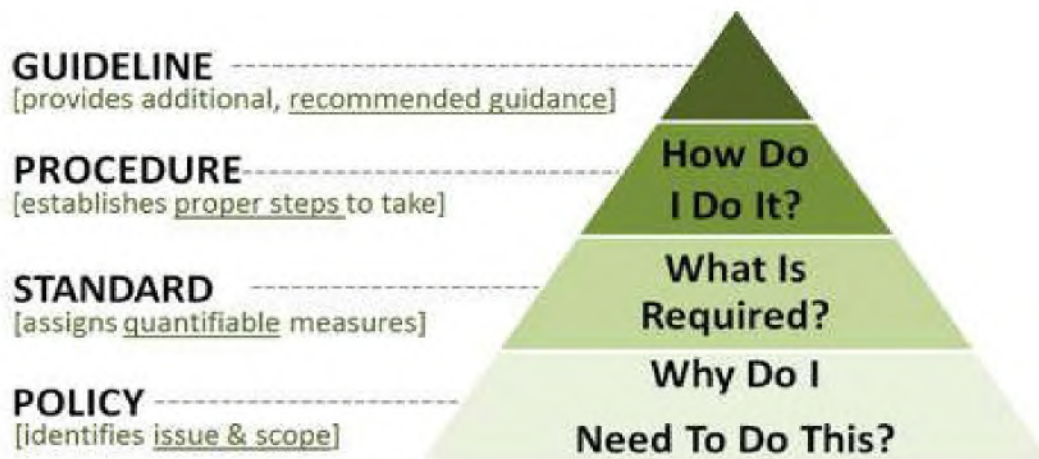 GUIDELINE
[provides additional, recommended guidance]
PROCEDURE
[establishes proper steps to take]
STANDARD
[assigns quantifiable measures]
POLICY
[identifies issue & scope]
How Do
I Do It?
What Is
Required?
Why Do I
Need To Do This?